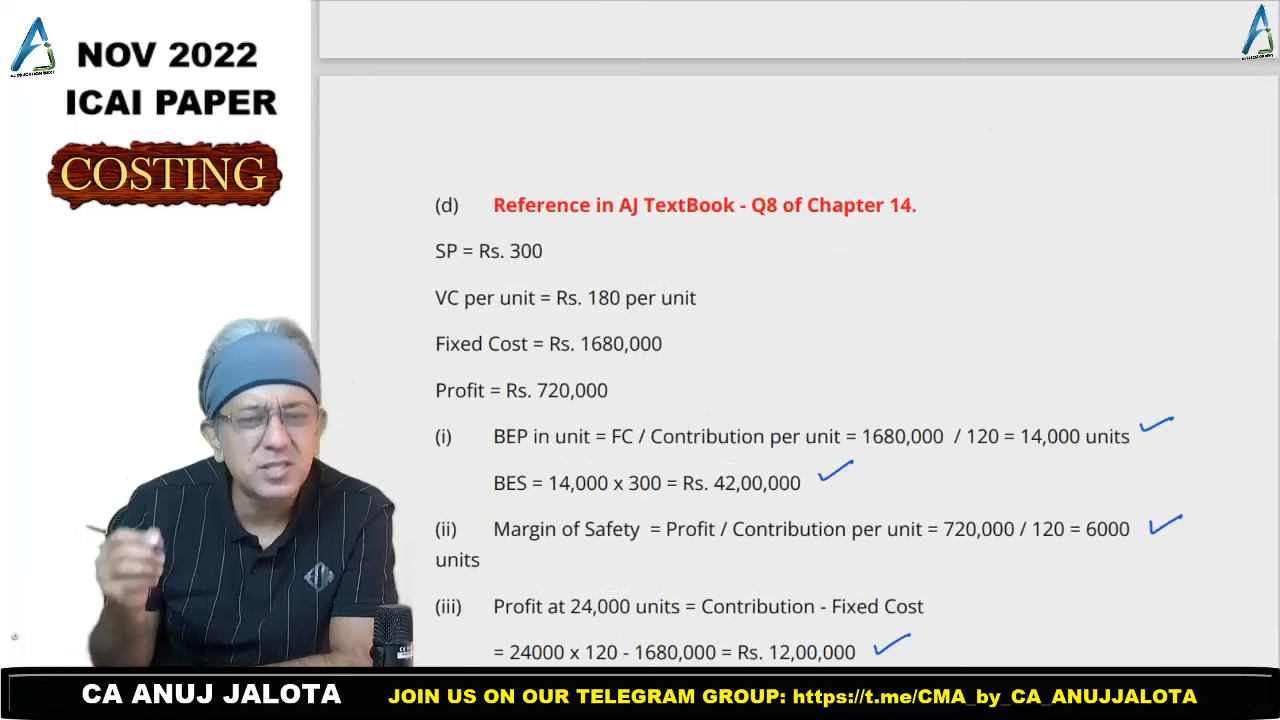 NOV 2022
ICAI PAPER
COSTING
(d) Reference in AJ TextBook - Q8 of Chapter 14.
SP = Rs. 300
VC per unit = Rs. 180 per unit
Fixed Cost = Rs. 1680,000
Profit = Rs. 720,000
(i) BEP in unit = FC / Contribution per unit = 1680,000 / 120 = 14,000 units
BES = 14,000 x 300 = Rs. 42,00,000
(ii) Margin of Safety = Profit / Contribution per unit = 720,000 / 120 = 6000
units
(iii) Profit at 24,000 units = Contribution - Fixed Cost
= 24000 x 120 - 1680,000 = Rs. 12,00,000
CA ANUJ JALOTA
JOIN US ON OUR TELEGRAM GROUP: https://t.me/CMA_by_CA_ANUJJALOTA